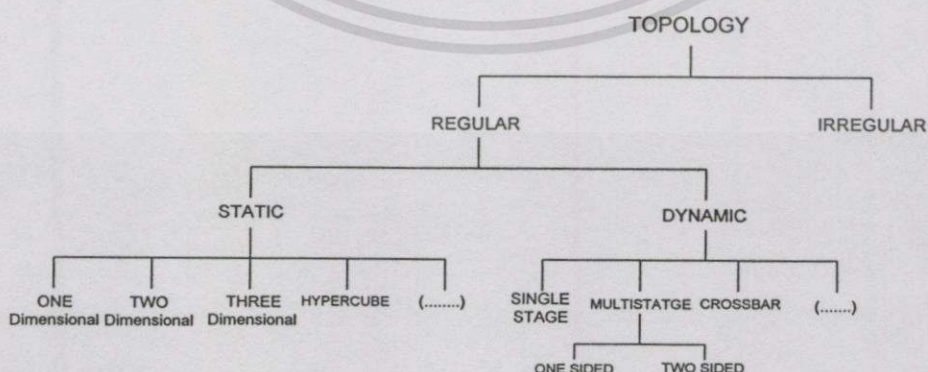 TOPOLOGY
REGULAR
IRREGULAR
STATIC
DYNAMIC
ONE
Dimensional
TWO
Dimensional
THREE
Dimensional
HYPERCUBE
(........)
SINGLE
STAGE
MULTISTATGE
CROSSBAR
(.......)
ONE SIDED
TWO SIDED